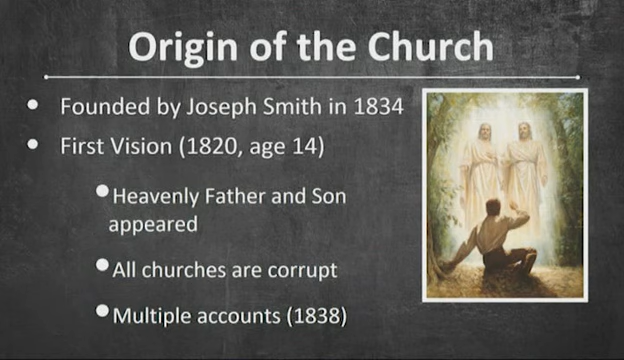 Origin of the Church
Founded by Joseph Smith in 1834
First Vision (1820, age 14)
Heavenly Father and Son
appeared
All churches are corrupt
Multiple accounts (1838)